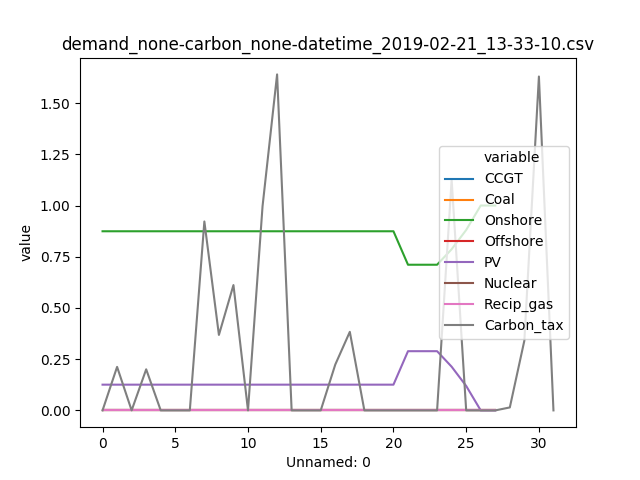 demand_none-carbon_none-datetime_2019-02-21_13-33-10.csv
1.50
1.25
1.00
0.75
0.50
0.25
0.00
value
variable
CCGT
Coal
Onshore
Offshore
PV
Nuclear
Recip_gas
Carbon_tax
0 5 10 15 20 25 30
Unnamed: 0